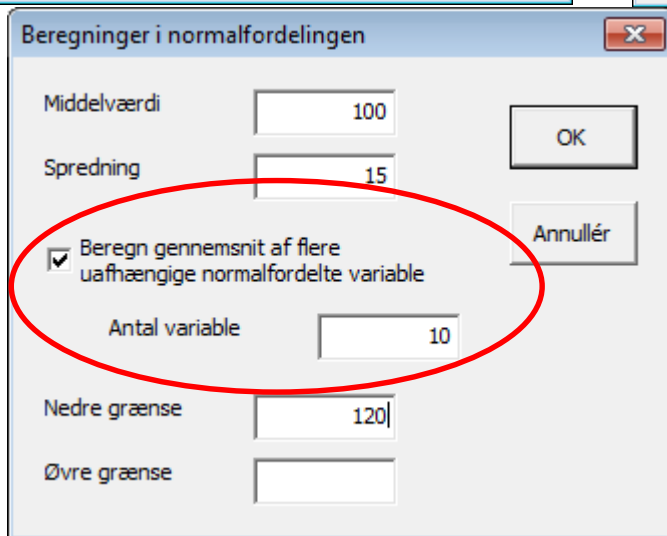 Beregninger i normalfordelingen
Middelværdi 100
OK
Spredning 15
Annullér
Beregn gennemsnit af flere
uafhængige normalfordelte variable
Antal variable 10
Nedre grænse 120
Øvre grænse